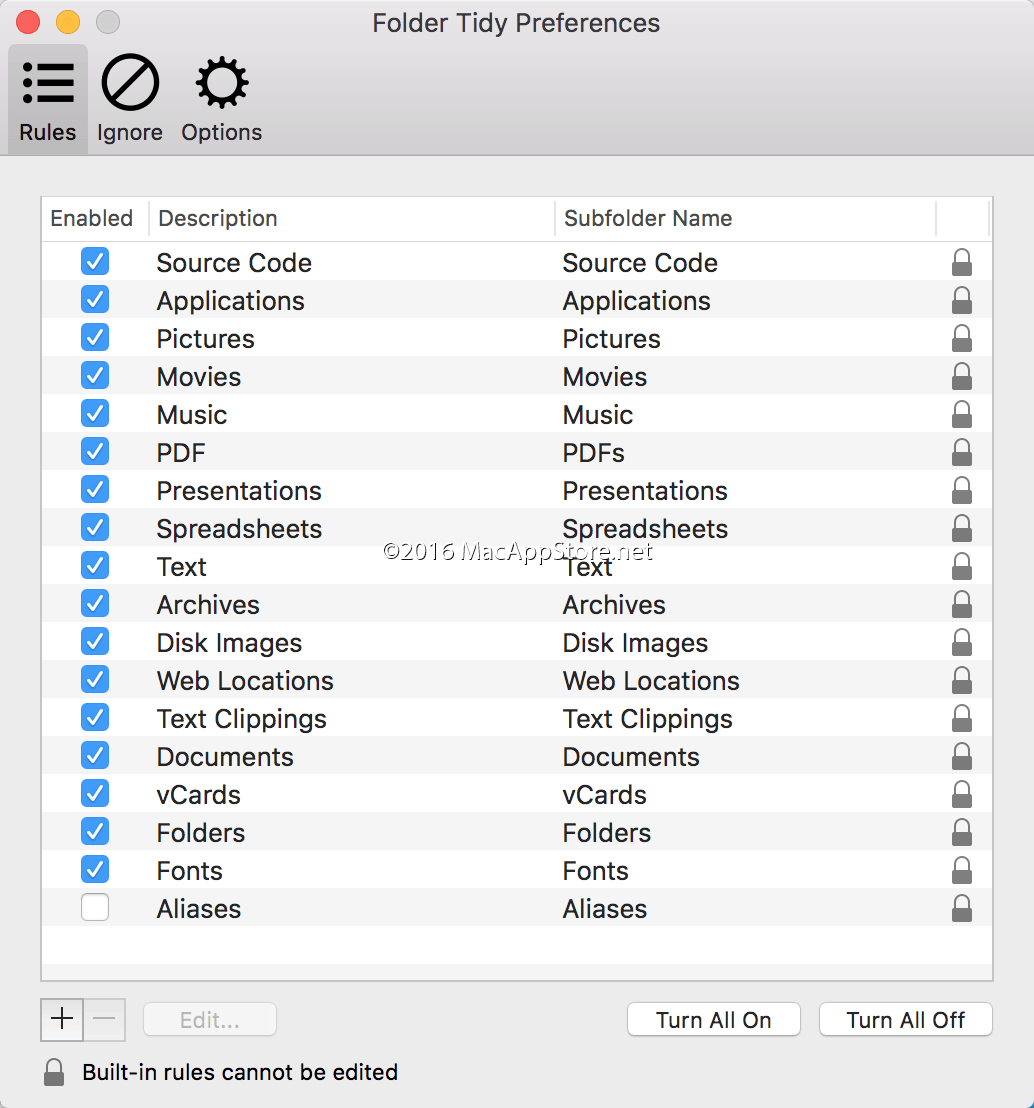 Folder Tidy Preferences
Rules Ignore Options
Enabled Description Subfolder Name
Source Code Source Code
Applications Applications
Pictures Pictures
Movies Movies
Music Music
PDF PDFs
Presentations Presentations
Spreadsheets Spreadsheets
©2016 MacAppStore.net
Text Text
Archives Archives
Disk Images Disk Images
Web Locations Web Locations
Text Clippings Text Clippings
Documents Documents
vCards vCards
Folders Folders
Fonts Fonts
Aliases Aliases
Edit... Turn All On Turn All Off
Built-in rules cannot be edited